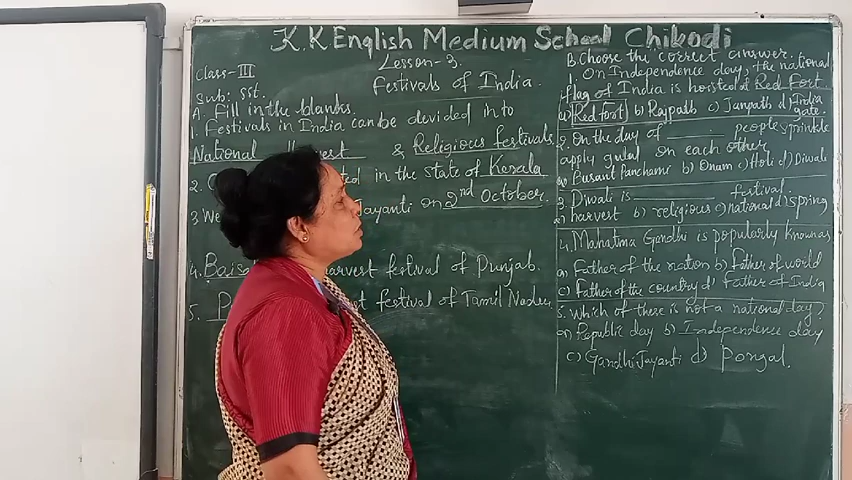 K.K English Medium School Chikodi
Lesson-3.
Class-III
Festivals of India.
Sub: sst.
A. Fill in the blanks.
1. Festivals in India can be devided into
National, Harvest & Religious festivals
2. in the state of Kerala
3. We Jayanti on 2nd October.
4. harvest festival of Punjab.
5. festival of Tamil Nadu
B. Choose the correct answer.
1. On Independence day, the national
flag of India is hoisted at Red Fort
a) Red fort b) Rajpath c) Janpath d) India
gate.
2. On the day of ______ people sprinkle
apply gulal on each other
a) Basant Panchami b) Onam c) Holi d) Diwali
3. Diwali is ______ festival.
a) harvest b) religious c) national d) spring
4. Mahatma Gandhi is popularly known as
a) Father of the nation b) father of world
c) Father of the country d) father of India
5. Which of these is not a national day?
a) Republic day b) Independence day
c) Gandhi Jayanti d) Pongal.